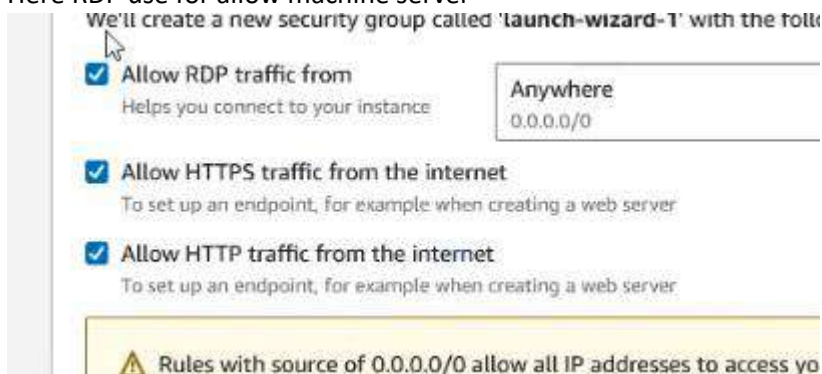 Here RDP use for allow machine server
We'll create a new security group called 'launch-wizard-1' with the follo
Allow RDP traffic from
Anywhere
Helps you connect to your instance
0.0.0.0/0
Allow HTTPS traffic from the internet
To set up an endpoint, for example when creating a web server
Allow HTTP traffic from the internet
To set up an endpoint, for example when creating a web server
Rules with source of 0.0.0.0/0 allow all IP addresses to access yo